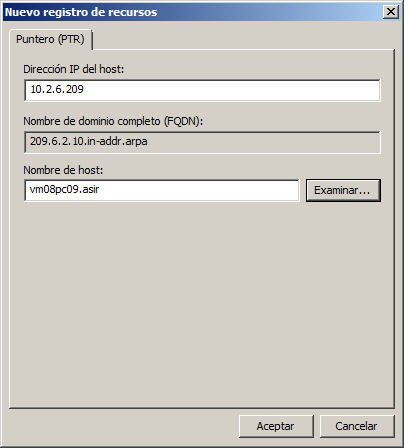 Nuevo registro de recursos
Puntero (PTR)
Dirección IP del host:
10.2.6.209
Nombre de dominio completo (FQDN):
209.6.2.10.in-addr.arpa
Nombre de host:
vm08pc09.asir
Examinar...
Aceptar
Cancelar